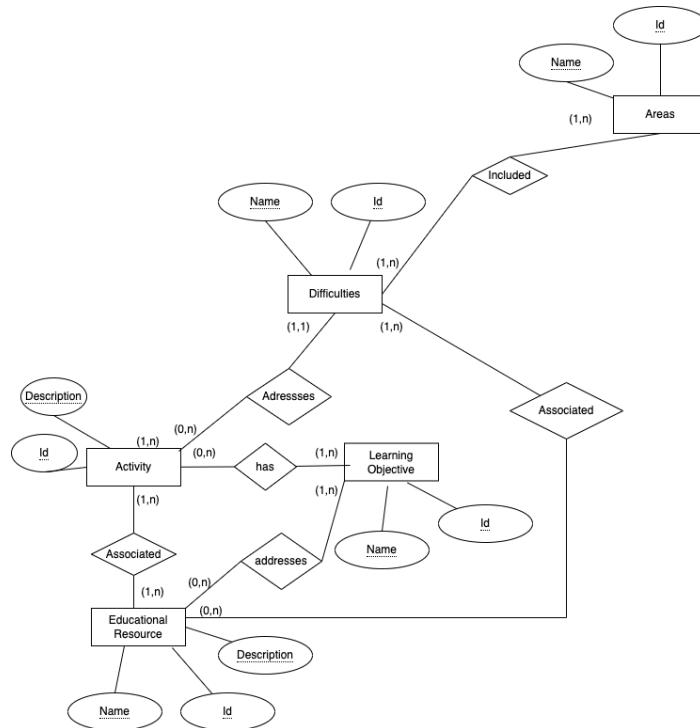 Id
Name
Areas
(1,n)
Included
Name
Id
(1,n)
Difficulties
(1,1)
(1,n)
Adressses
Description
Associated
(0,n)
(1,n)
Id
Activity
(0,n)
has
(1,n)
Learning
Objective
(1,n)
(1,n)
Id
Name
Associated
addresses
(0,n)
(1,n)
(0,n)
Educational
Resource
Description
Name
Id